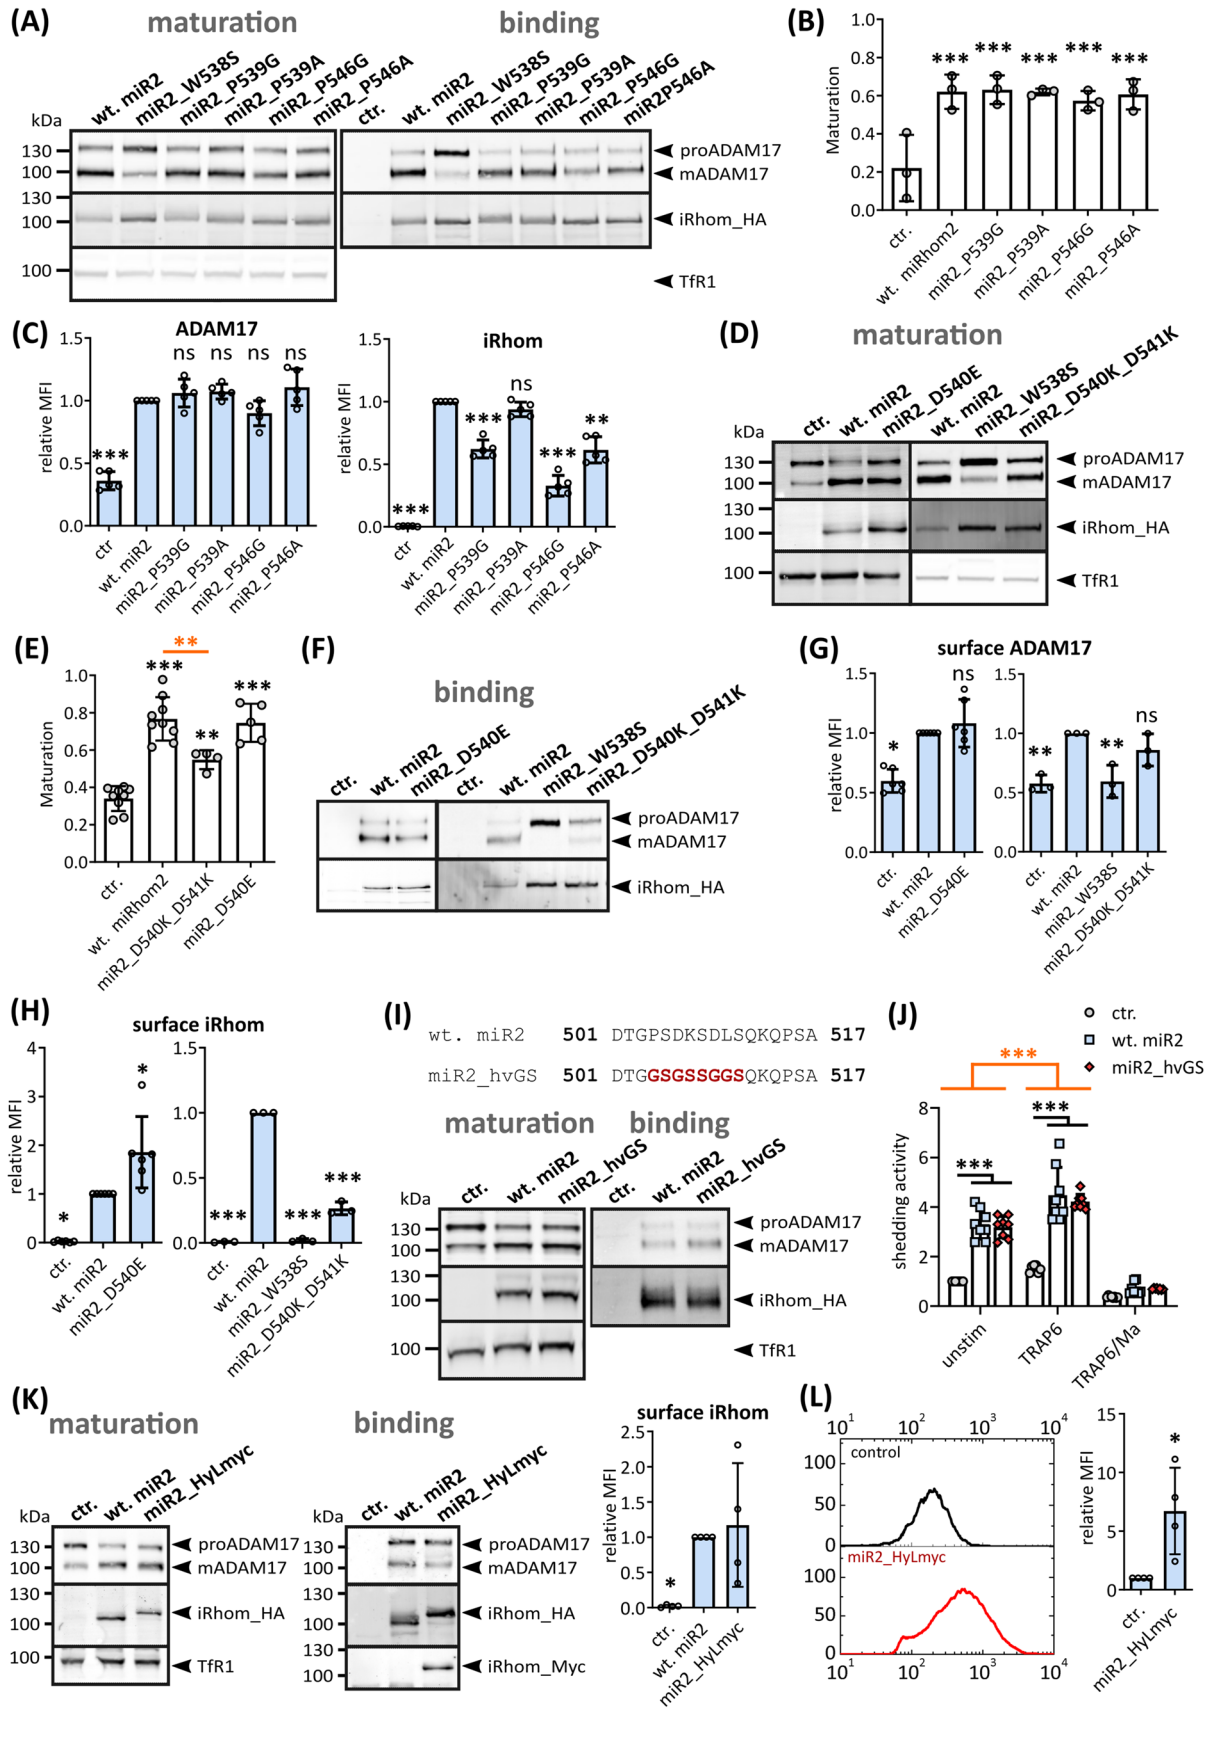 (A)
maturation
binding
wt. miR2
miR2_W538S
miR2_P539G
miR2_P539A
miR2_P546G
miR2_P546A
ctr.
wt. miR2
miR2_W538S
miR2_P539G
miR2_P539A
miR2_P546G
miR2P546A
kDa
130
100
130
100
100
proADAM17
mADAM17
iRhom_HA
TfR1
(B)
Maturation
1.0
0.8
0.6
0.4
0.2
0.0
*** *** *** *** ***
ctr.
wt. miRhom2
miR2_P539G
miR2_P539A
miR2_P546G
miR2_P546A
(C)
ADAM17
relative MFI
1.5
1.0
0.5
0.0
*** ns ns ns ns
ctr
wt. miR2
miR2_P539G
miR2_P539A
miR2_P546G
miR2_P546A
iRhom
relative MFI
1.5
1.0
0.5
0.0
*** *** ns *** **
ctr
wt. miR2
miR2_P539G
miR2_P539A
miR2_P546G
miR2_P546A
(D)
maturation
ctr.
wt. miR2
miR2_D540E
wt. miR2
miR2_W538S
miR2_D540K_D541K
kDa
130
100
130
100
100
proADAM17
mADAM17
iRhom_HA
TfR1
(E)
Maturation
1.0
0.8
0.6
0.4
0.2
0.0
**
*** ** ***
ctr.
wt. miRhom2
miR2_D540K_D541K
miR2_D540E
(F)
binding
ctr.
wt. miR2
miR2_D540E
ctr.
wt. miR2
miR2_W538S
miR2_D540K_D541K
proADAM17
mADAM17
iRhom_HA
(G)
surface ADAM17
relative MFI
1.5
1.0
0.5
0.0
* ns
ctr.
wt. miR2
miR2_D540E
1.5
1.0
0.5
0.0
** ** ns
ctr.
wt. miR2
miR2_W538S
miR2_D540K_D541K
(H)
surface iRhom
relative MFI
4
3
2
1
0
* *
ctr.
wt. miR2
miR2_D540E
1.5
1.0
0.5
0.0
*** *** ***
ctr.
wt. miR2
miR2_W538S
miR2_D540K_D541K
(I)
wt. miR2 501 DTGPSDKSDLSQKQPSA 517
miR2_hvGS 501 DTGGSGSSGGSQKQPSA 517
maturation
binding
ctr.
wt. miR2
miR2_hvGS
ctr.
wt. miR2
miR2_hvGS
kDa
130
100
130
100
100
proADAM17
mADAM17
iRhom_HA
TfR1
(J)
ctr.
wt. miR2
miR2_hvGS
***
shedding activity
8
6
4
2
0
*** ***
unstim
TRAP6
TRAP6/Ma
(K)
maturation
ctr.
wt. miR2
miR2_HyLmyc
kDa
130
100
130
100
100
proADAM17
mADAM17
iRhom_HA
TfR1
binding
ctr.
wt. miR2
miR2_HyLmyc
kDa
130
100
130
100
130
100
proADAM17
mADAM17
iRhom_HA
iRhom_Myc
surface iRhom
relative MFI
2.5
2.0
1.5
1.0
0.5
0.0
*
ctr.
wt. miR2
miR2_HyLmyc
(L)
10^1 10^2 10^3 10^4
control
100
50
0
miR2_HyLmyc
100
50
0
10^1 10^2 10^3 10^4
relative MFI
15
10
5
0
*
ctr.
miR2_HyLmyc